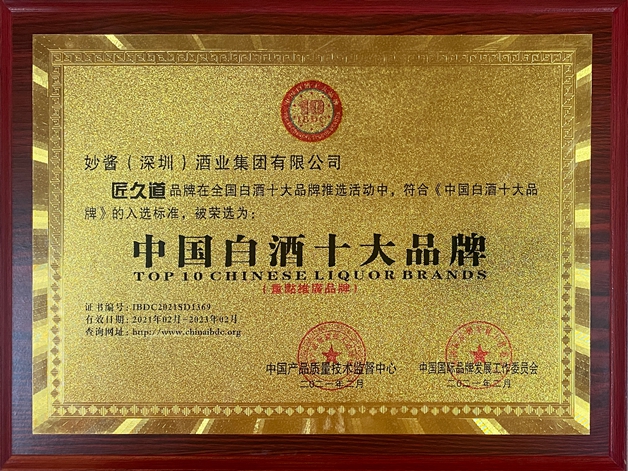 妙酱（深圳）酒业集团有限公司
匠久道品牌在全国白酒十大品牌推选活动中，符合《中国白酒十大品
牌》的入选标准，被荣选为：
中国白酒十大品牌
TOP 10 CHINESE LIQUOR BRANDS
（重點推廣品牌）
证书编号：IBDC2021SD1369
有效日期：2021年02月-2023年02月
查询网址：http://www.chinaibdc.org
中国产品质量技术监督中心 中国国际品牌发展工作委员会
二〇二一年二月 二〇二一年二月